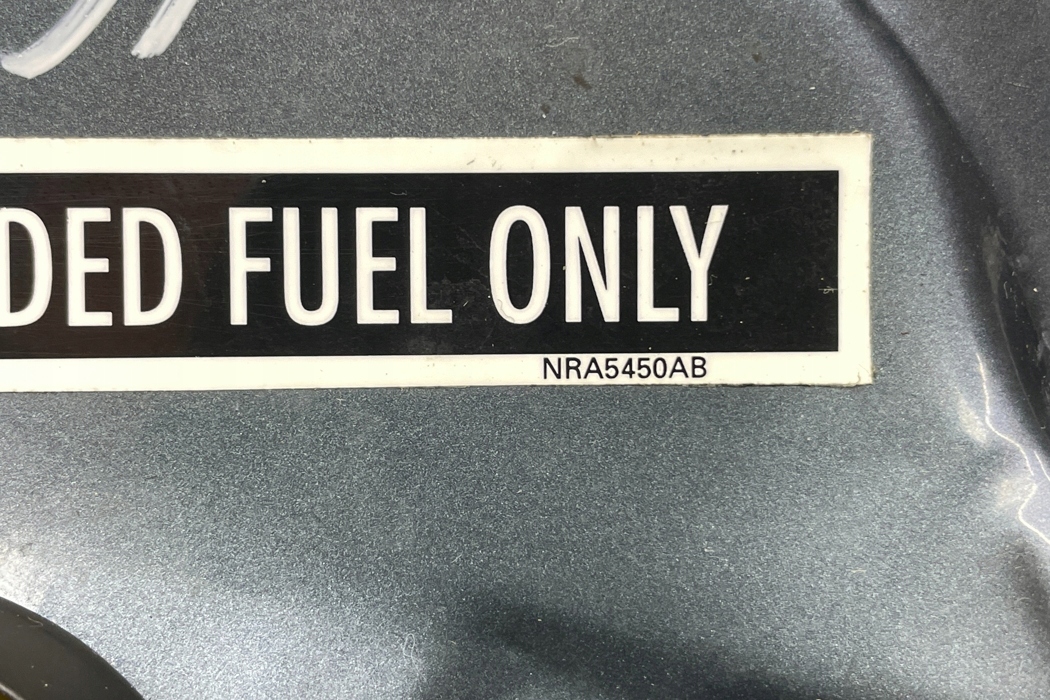 DED FUEL ONLY
NRA5450AB